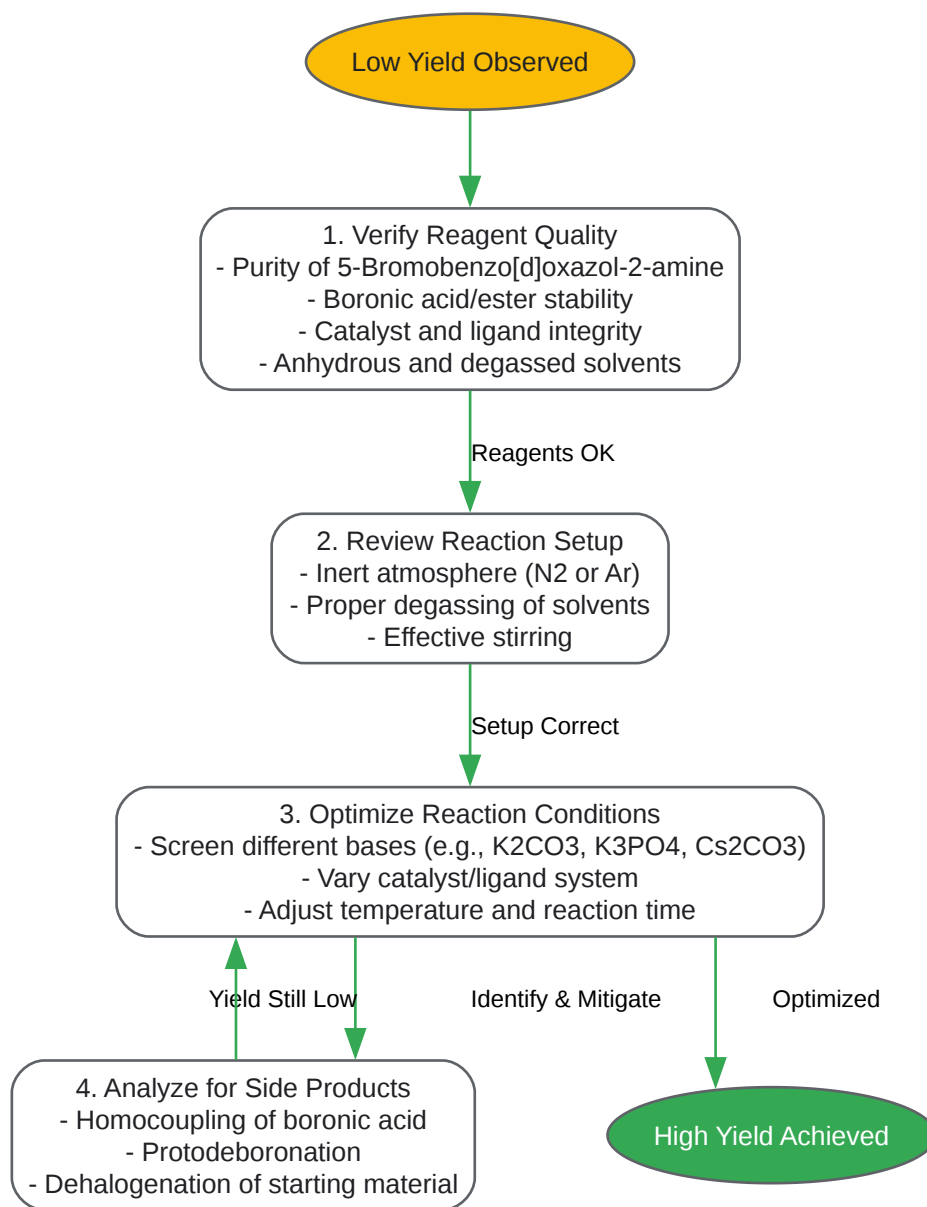 Low Yield Observed
1. Verify Reagent Quality
- Purity of 5-Bromobenzo[d]oxazol-2-amine
- Boronic acid/ester stability
- Catalyst and ligand integrity
- Anhydrous and degassed solvents
Reagents OK
2. Review Reaction Setup
- Inert atmosphere (N2 or Ar)
- Proper degassing of solvents
- Effective stirring
Setup Correct
3. Optimize Reaction Conditions
- Screen different bases (e.g., K2CO3, K3PO4, Cs2CO3)
- Vary catalyst/ligand system
- Adjust temperature and reaction time
Yield Still Low
Identify & Mitigate
Optimized
4. Analyze for Side Products
- Homocoupling of boronic acid
- Protodeboronation
- Dehalogenation of starting material
High Yield Achieved